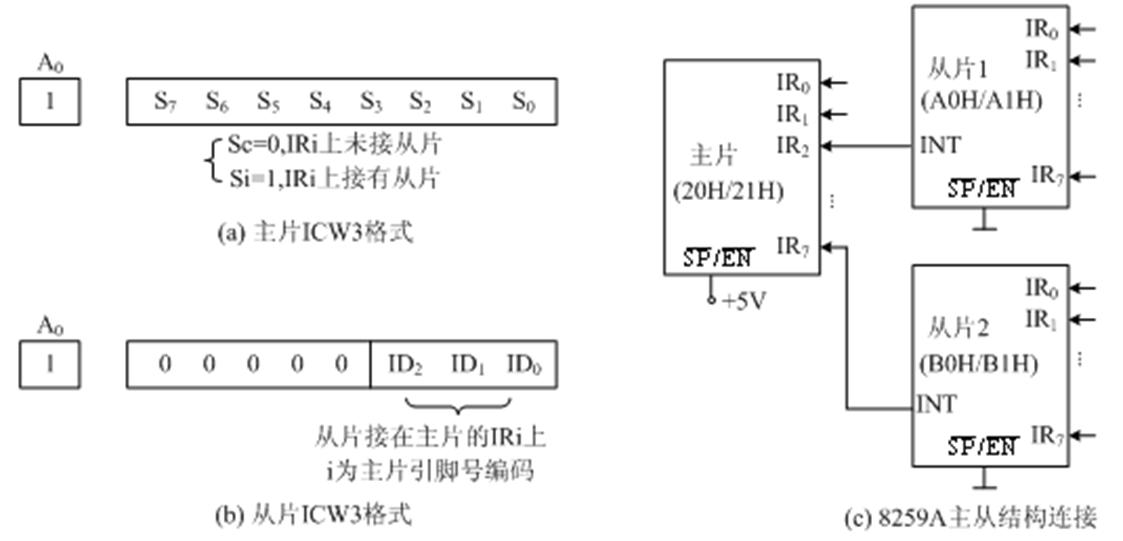 A₀
1
S₇ S₆ S₅ S₄ S₃ S₂ S₁ S₀
Sc=0,IRi上未接从片
Si=1,IRi上接有从片
(a) 主片ICW3格式
A₀
1
0 0 0 0 0 ID₂ ID₁ ID₀
从片接在主片的IRi上
i为主片引脚号编码
(b) 从片ICW3格式
主片
(20H/21H)
IR₀
IR₁
IR₂
⋮
IR₇
S̅P̅/E̅N̅
+5V
从片1
(A0H/A1H)
IR₀
IR₁
⋮
INT
IR₇
S̅P̅/E̅N̅
从片2
(B0H/B1H)
IR₀
IR₁
⋮
INT
IR₇
S̅P̅/E̅N̅
(c) 8259A主从结构连接